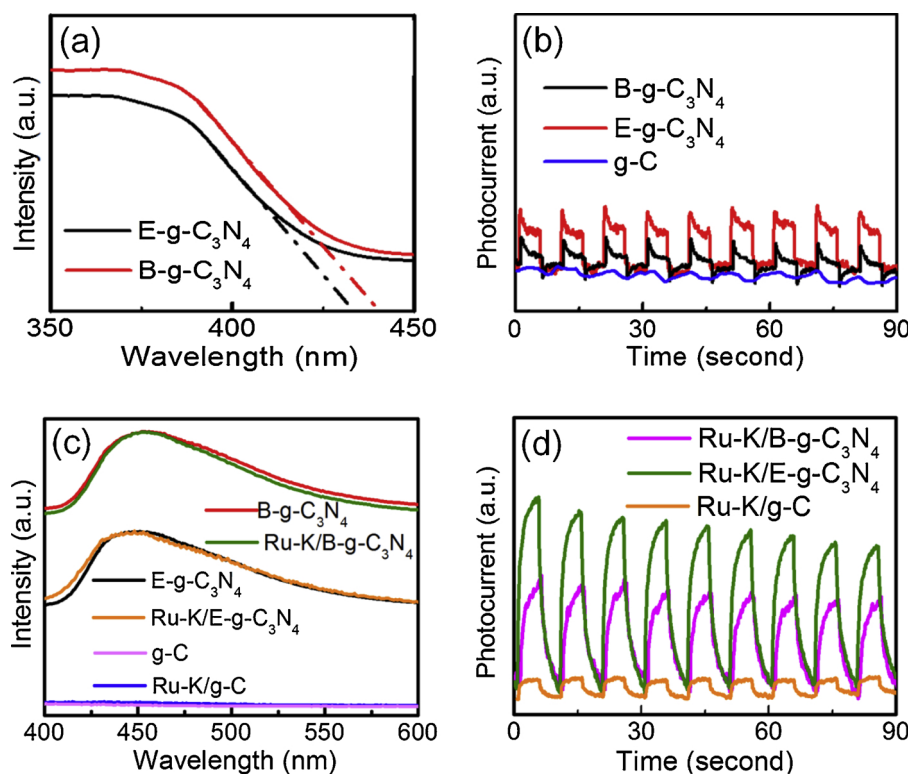 (a)
Intensity (a.u.)
E-g-C₃N₄
B-g-C₃N₄
350 400 450
Wavelength (nm)
(b)
Photocurrent (a.u.)
B-g-C₃N₄
E-g-C₃N₄
g-C
0 30 60 90
Time (second)
(c)
Intensity (a.u.)
B-g-C₃N₄
Ru-K/B-g-C₃N₄
E-g-C₃N₄
Ru-K/E-g-C₃N₄
g-C
Ru-K/g-C
400 450 500 550 600
Wavelength (nm)
(d)
Photocurrent (a.u.)
Ru-K/B-g-C₃N₄
Ru-K/E-g-C₃N₄
Ru-K/g-C
0 30 60 90
Time (second)